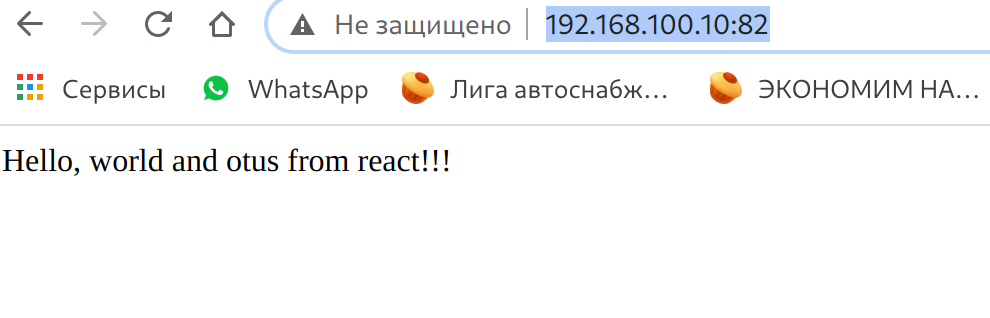 Не защищено 192.168.100.10:82
Сервисы WhatsApp Лига автоснабж... ЭКОНОМИМ НА...
Hello, world and otus from react!!!